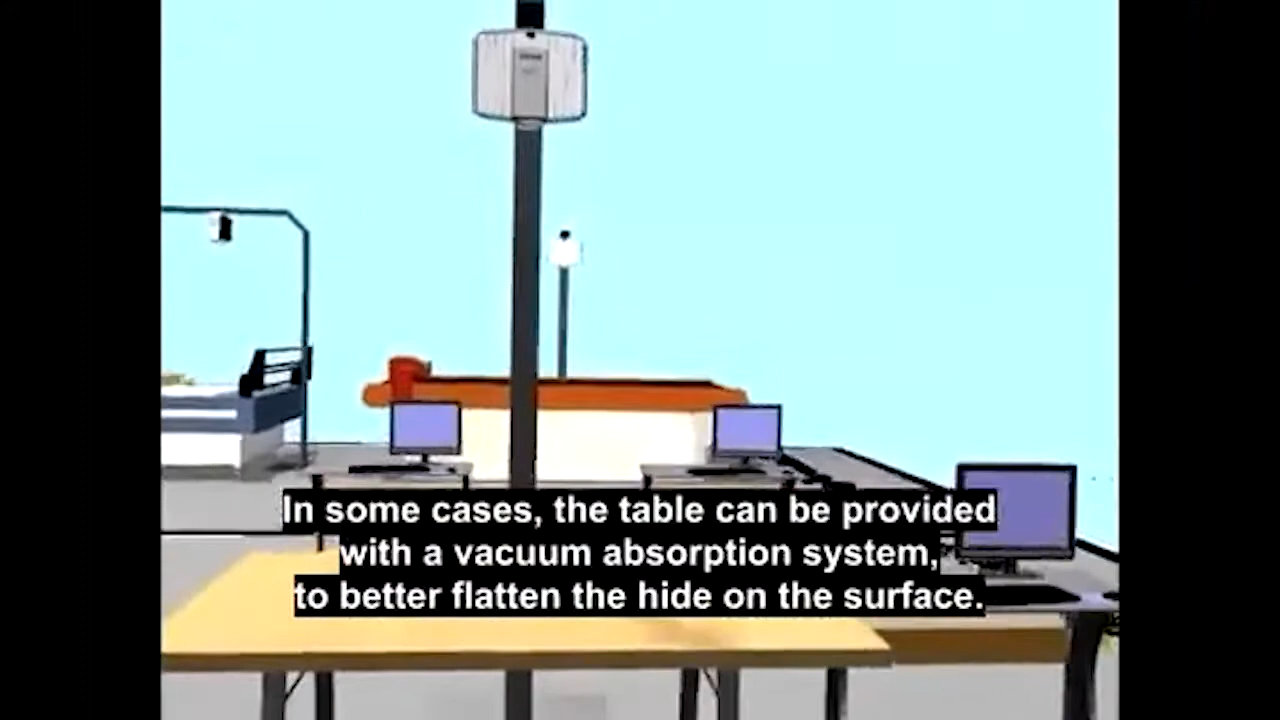 In some cases, the table can be provided
with a vacuum absorption system,
to better flatten the hide on the surface.